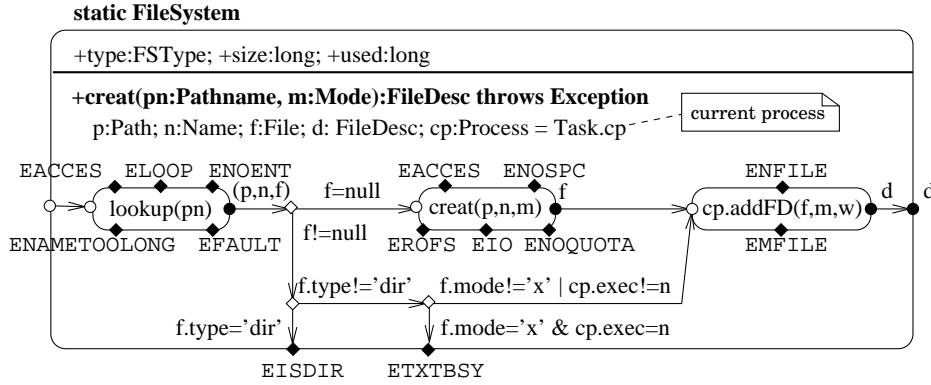 static FileSystem
+type:FSType; +size:long; +used:long
+creat(pn:Pathname, m:Mode):FileDesc throws Exception
p:Path; n:Name; f:File; d: FileDesc; cp:Process = Task.cp
current process
EACCES ELOOP ENOENT
(p,n,f)
lookup(pn)
ENAMETOOLONG EFAULT
f=null
f!=null
EACCES ENOSPC
creat(p,n,m)
f
EROFS EIO ENOQUOTA
ENFILE
cp.addFD(f,m,w)
EMFILE
d
d
f.type!='dir'
f.mode!='x' | cp.exec!=n
f.type='dir'
f.mode='x' & cp.exec=n
EISDIR
ETXTBSY